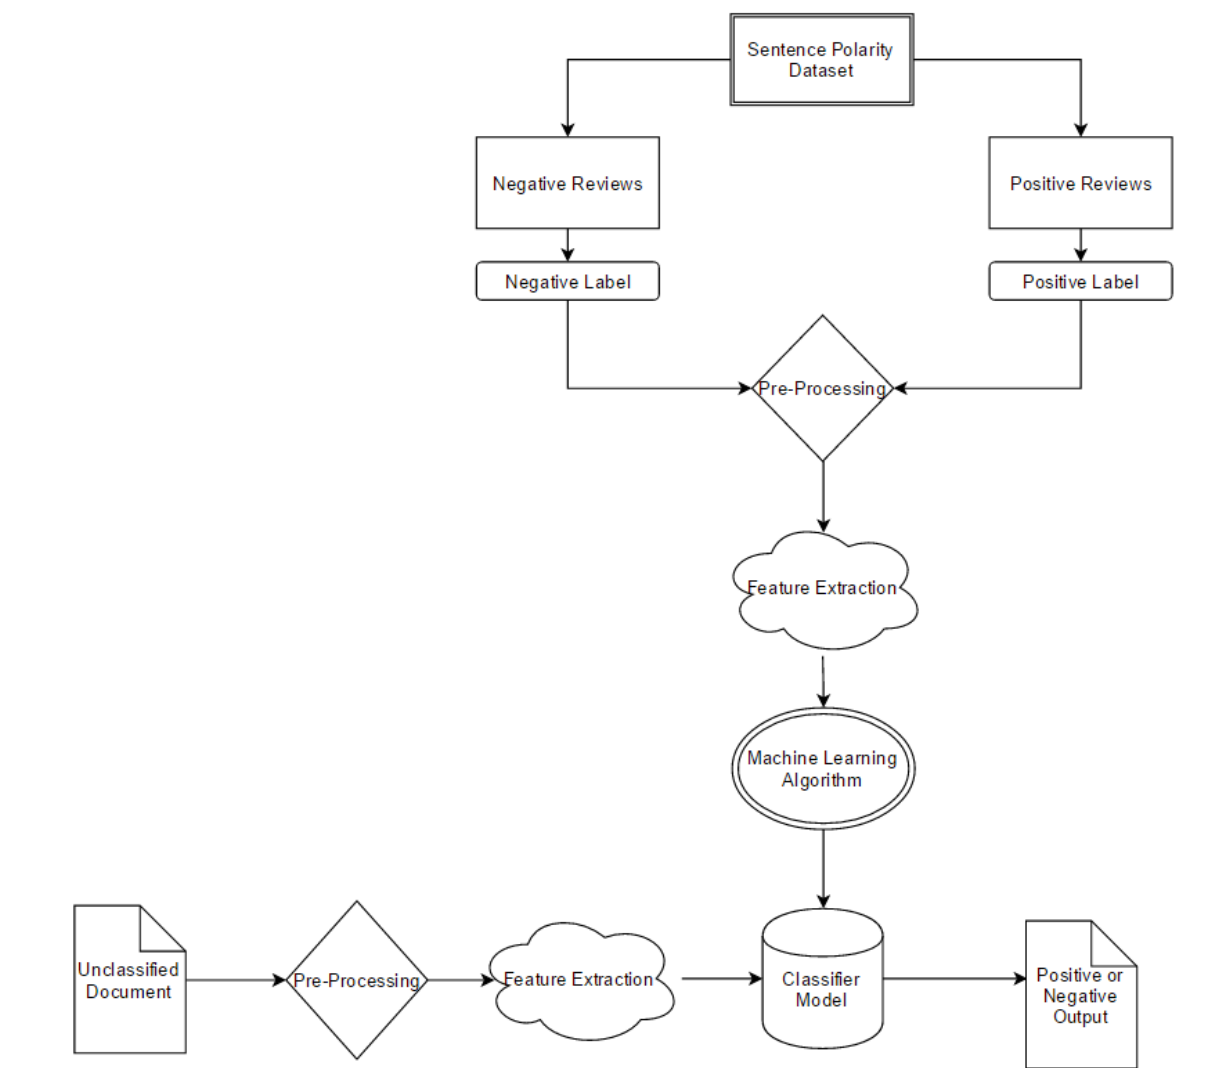 Sentence Polarity
Dataset
Negative Reviews
Positive Reviews
Negative Label
Positive Label
Pre-Processing
Feature Extraction
Machine Learning
Algorithm
Unclassified
Document
Pre-Processing
Feature Extraction
Classifier
Model
Positive or
Negative
Output